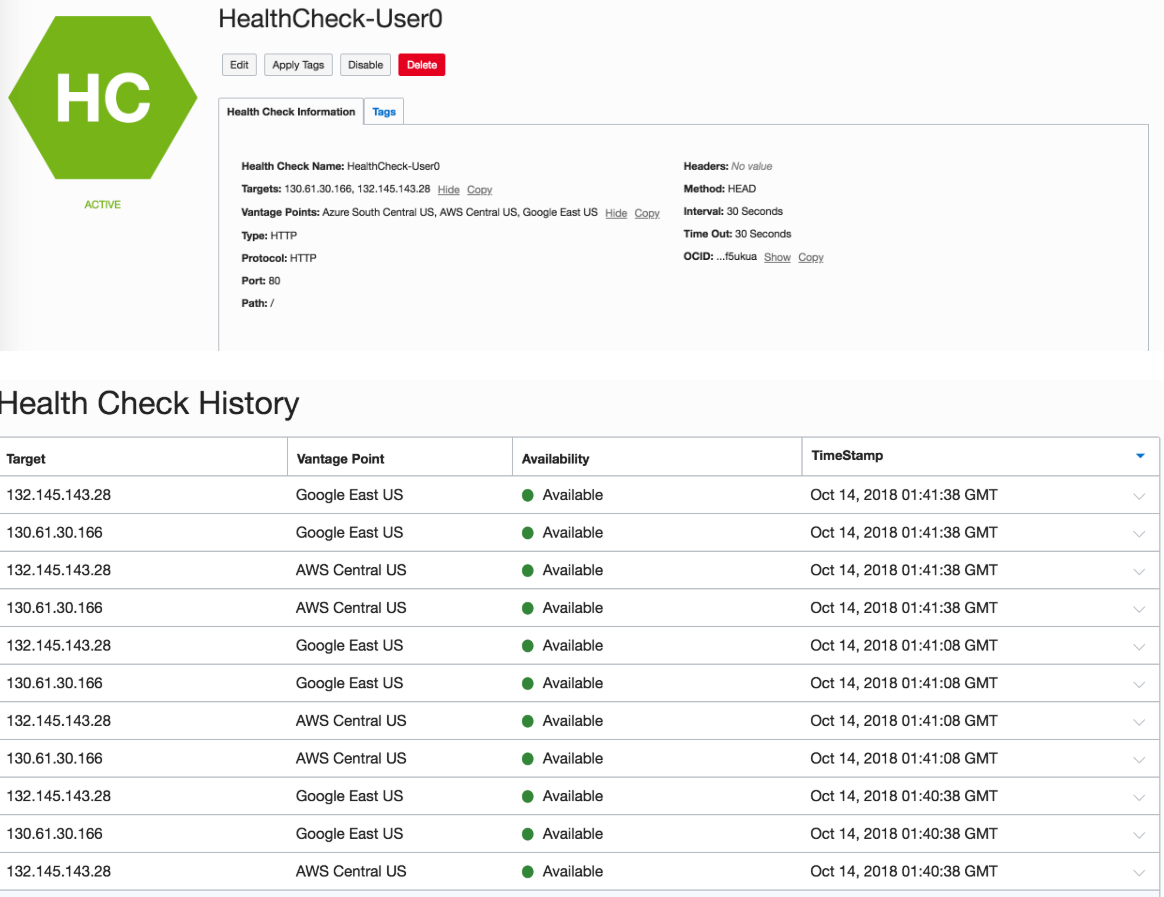 HC
ACTIVE
HealthCheck-User0
Edit Apply Tags Disable Delete
Health Check Information Tags
Health Check Name: HealthCheck-User0
Targets: 130.61.30.166, 132.145.143.28 Hide Copy
Vantage Points: Azure South Central US, AWS Central US, Google East US Hide Copy
Type: HTTP
Protocol: HTTP
Port: 80
Path: /
Headers: No value
Method: HEAD
Interval: 30 Seconds
Time Out: 30 Seconds
OCID: ...f5ukua Show Copy
Health Check History
Target Vantage Point Availability TimeStamp
132.145.143.28 Google East US Available Oct 14, 2018 01:41:38 GMT
130.61.30.166 Google East US Available Oct 14, 2018 01:41:38 GMT
132.145.143.28 AWS Central US Available Oct 14, 2018 01:41:38 GMT
130.61.30.166 AWS Central US Available Oct 14, 2018 01:41:38 GMT
132.145.143.28 Google East US Available Oct 14, 2018 01:41:08 GMT
130.61.30.166 Google East US Available Oct 14, 2018 01:41:08 GMT
132.145.143.28 AWS Central US Available Oct 14, 2018 01:41:08 GMT
130.61.30.166 AWS Central US Available Oct 14, 2018 01:41:08 GMT
132.145.143.28 Google East US Available Oct 14, 2018 01:40:38 GMT
130.61.30.166 Google East US Available Oct 14, 2018 01:40:38 GMT
132.145.143.28 AWS Central US Available Oct 14, 2018 01:40:38 GMT